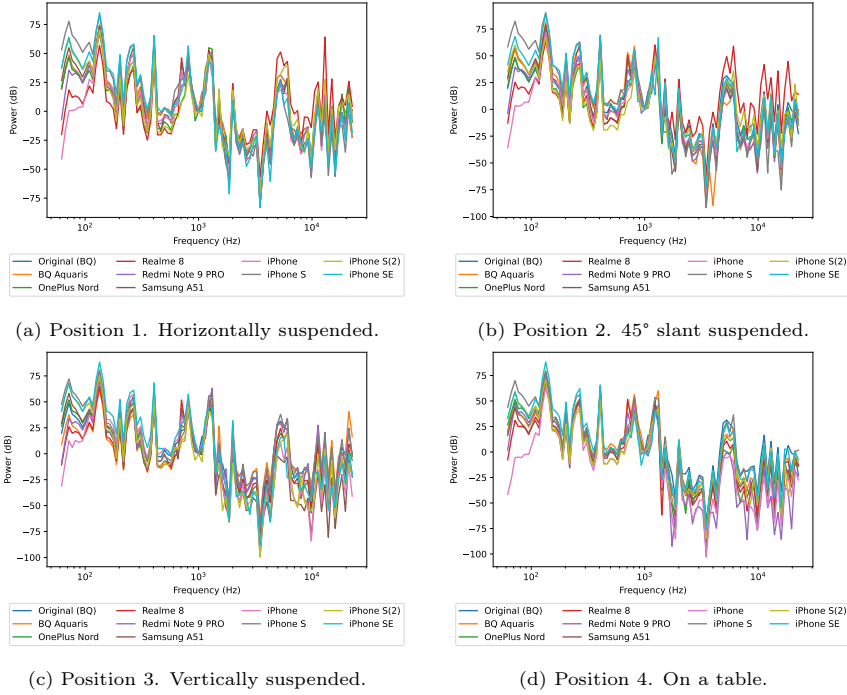 75
50
25
0
−25
−50
−75
Power (dB)
10² 10³ 10⁴
Frequency (Hz)
Original (BQ) Realme 8 iPhone iPhone S(2)
BQ Aquaris Redmi Note 9 PRO iPhone S iPhone SE
OnePlus Nord Samsung A51
(a) Position 1. Horizontally suspended.
75
50
25
0
−25
−50
−75
−100
Power (dB)
10² 10³ 10⁴
Frequency (Hz)
Original (BQ) Realme 8 iPhone iPhone S(2)
BQ Aquaris Redmi Note 9 PRO iPhone S iPhone SE
OnePlus Nord Samsung A51
(b) Position 2. 45° slant suspended.
75
50
25
0
−25
−50
−75
−100
Power (dB)
10² 10³ 10⁴
Frequency (Hz)
Original (BQ) Realme 8 iPhone iPhone S(2)
BQ Aquaris Redmi Note 9 PRO iPhone S iPhone SE
OnePlus Nord Samsung A51
(c) Position 3. Vertically suspended.
75
50
25
0
−25
−50
−75
−100
Power (dB)
10² 10³ 10⁴
Frequency (Hz)
Original (BQ) Realme 8 iPhone iPhone S(2)
BQ Aquaris Redmi Note 9 PRO iPhone S iPhone SE
OnePlus Nord Samsung A51
(d) Position 4. On a table.